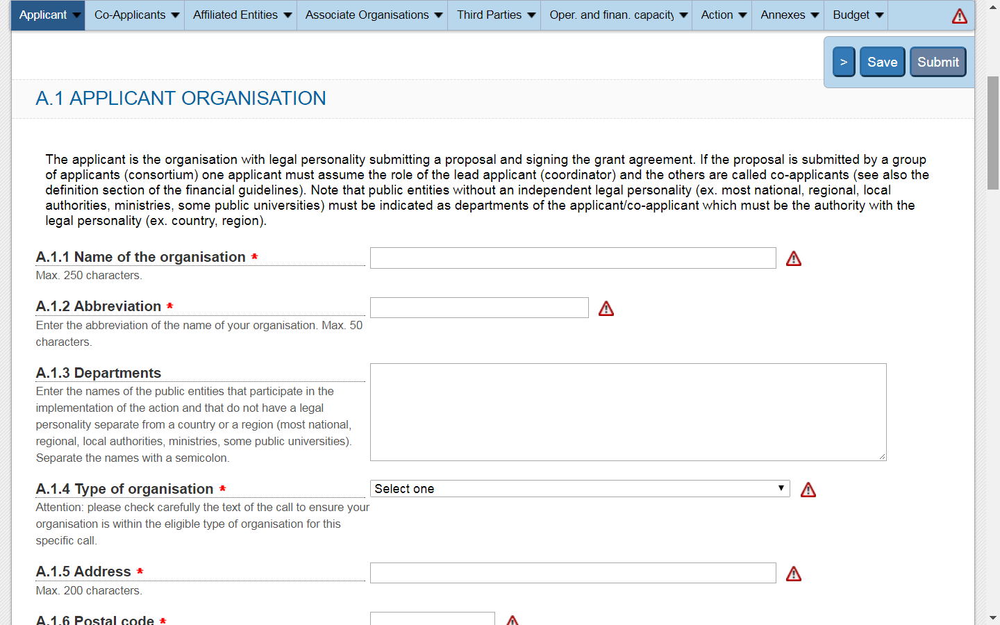 Applicant Co-Applicants Affiliated Entities Associate Organisations Third Parties Oper. and finan. capacity Action Annexes Budget
> Save Submit
A.1 APPLICANT ORGANISATION
The applicant is the organisation with legal personality submitting a proposal and signing the grant agreement. If the proposal is submitted by a group
of applicants (consortium) one applicant must assume the role of the lead applicant (coordinator) and the others are called co-applicants (see also the
definition section of the financial guidelines). Note that public entities without an independent legal personality (ex. most national, regional, local
authorities, ministries, some public universities) must be indicated as departments of the applicant/co-applicant which must be the authority with the
legal personality (ex. country, region).
A.1.1 Name of the organisation *
Max. 250 characters.
A.1.2 Abbreviation *
Enter the abbreviation of the name of your organisation. Max. 50
characters.
A.1.3 Departments
Enter the names of the public entities that participate in the
implementation of the action and that do not have a legal
personality separate from a country or a region (most national,
regional, local authorities, ministries, some public universities).
Separate the names with a semicolon.
A.1.4 Type of organisation *
Select one
Attention: please check carefully the text of the call to ensure your
organisation is within the eligible type of organisation for this
specific call.
A.1.5 Address *
Max. 200 characters.
A.1.6 Postal code *